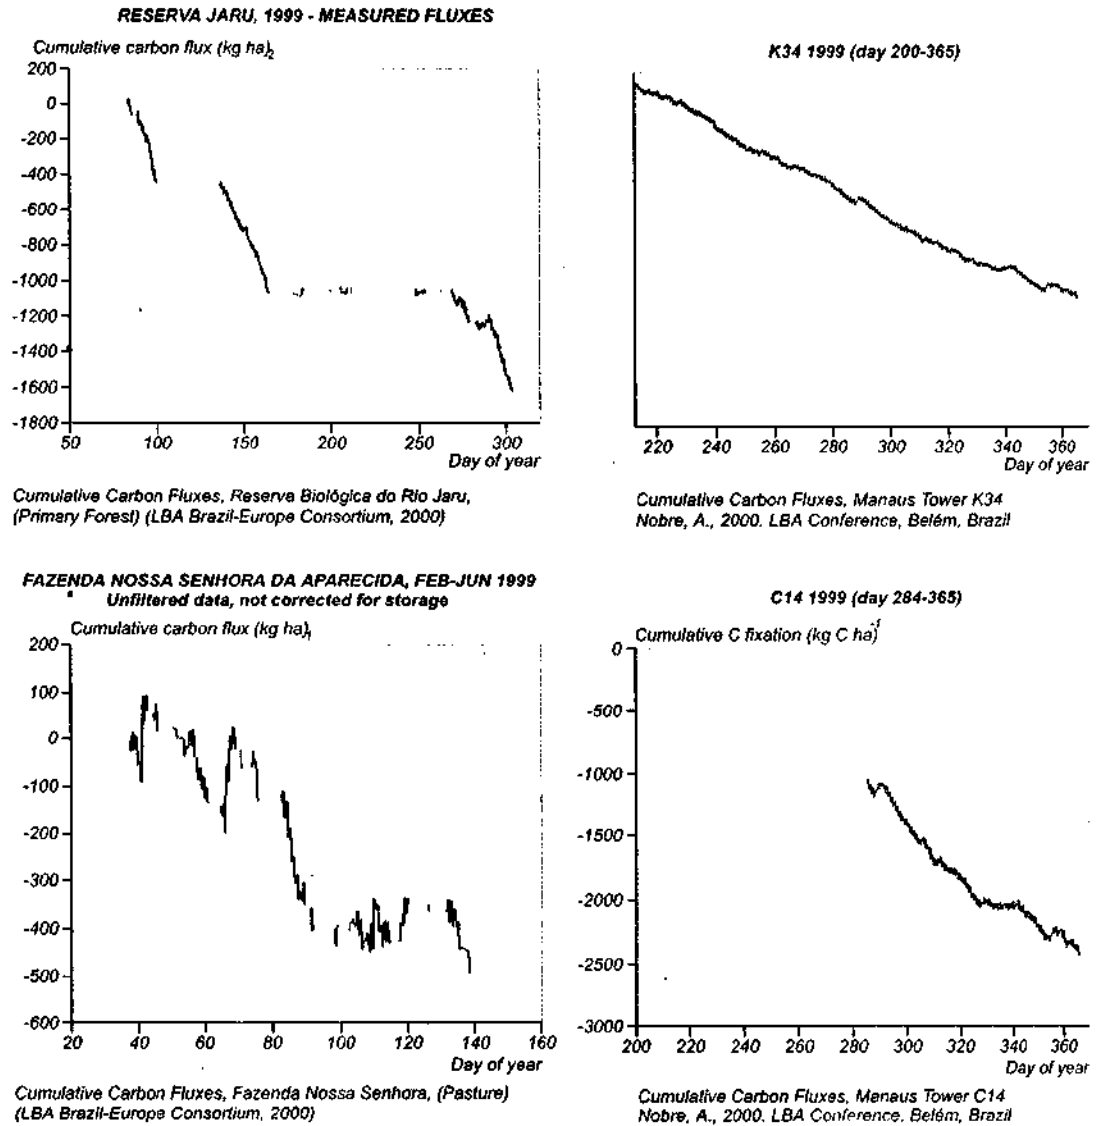 RESERVA JARU, 1999 - MEASURED FLUXES
Cumulative carbon flux (kg ha)2
200
0
-200
-400
-600
-800
-1000
-1200
-1400
-1600
-1800
50 100 150 200 250 300
Day of year
Cumulative Carbon Fluxes, Reserva Biológica do Rio Jaru,
(Primary Forest) (LBA Brazil-Europe Consortium, 2000)
K34 1999 (day 200-365)
220 240 260 280 300 320 340 360
Day of year
Cumulative Carbon Fluxes, Manaus Tower K34
Nobre, A., 2000. LBA Conference, Belém, Brazil
FAZENDA NOSSA SENHORA DA APARECIDA, FEB-JUN 1999
Unfiltered data, not corrected for storage
Cumulative carbon flux (kg ha)1
200
100
0
-100
-200
-300
-400
-500
-600
20 40 60 80 100 120 140 160
Day of year
Cumulative Carbon Fluxes, Fazenda Nossa Senhora, (Pasture)
(LBA Brazil-Europe Consortium, 2000)
C14 1999 (day 284-365)
Cumulative C fixation (kg C ha)-1
0
-500
-1000
-1500
-2000
-2500
-3000
200 220 240 260 280 300 320 340 360
Day of year
Cumulative Carbon Fluxes, Manaus Tower C14
Nobre, A., 2000. LBA Conference, Belém, Brazil